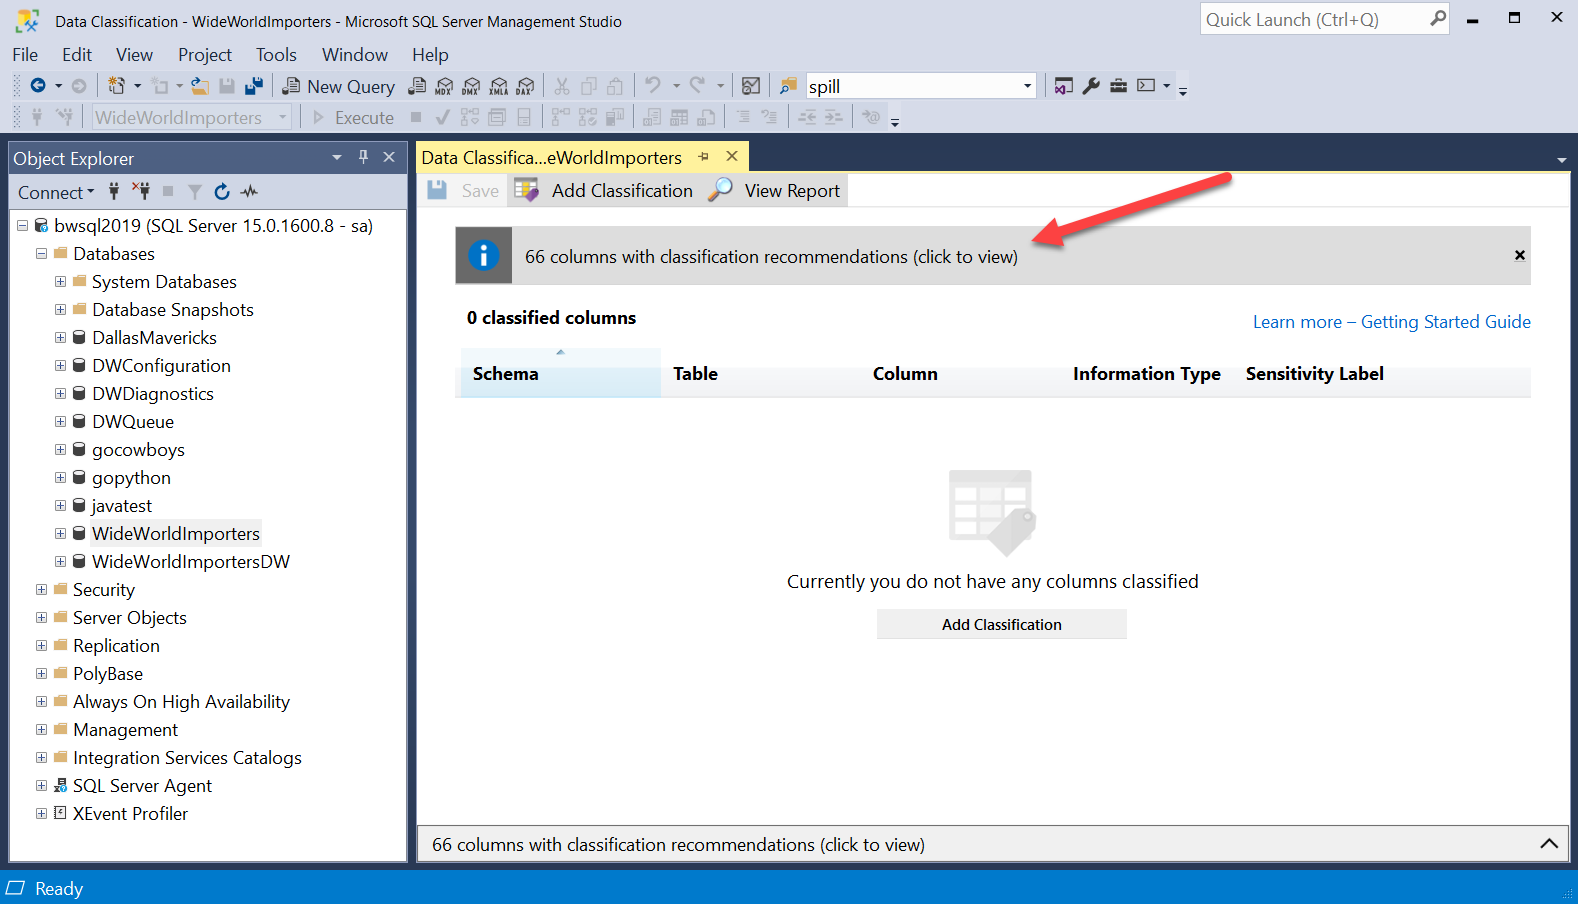 Data Classification - WideWorldImporters - Microsoft SQL Server Management Studio
Quick Launch (Ctrl+Q)
File Edit View Project Tools Window Help
New Query MDX DMX XMLA DAX spill
WideWorldImporters Execute
Object Explorer
Connect
bwsql2019 (SQL Server 15.0.1600.8 - sa)
Databases
System Databases
Database Snapshots
DallasMavericks
DWConfiguration
DWDiagnostics
DWQueue
gocowboys
gopython
javatest
WideWorldImporters
WideWorldImportersDW
Security
Server Objects
Replication
PolyBase
Always On High Availability
Management
Integration Services Catalogs
SQL Server Agent
XEvent Profiler
Data Classifica...eWorldImporters
Save Add Classification View Report
66 columns with classification recommendations (click to view)
0 classified columns
Learn more – Getting Started Guide
Schema Table Column Information Type Sensitivity Label
Currently you do not have any columns classified
Add Classification
66 columns with classification recommendations (click to view)
Ready